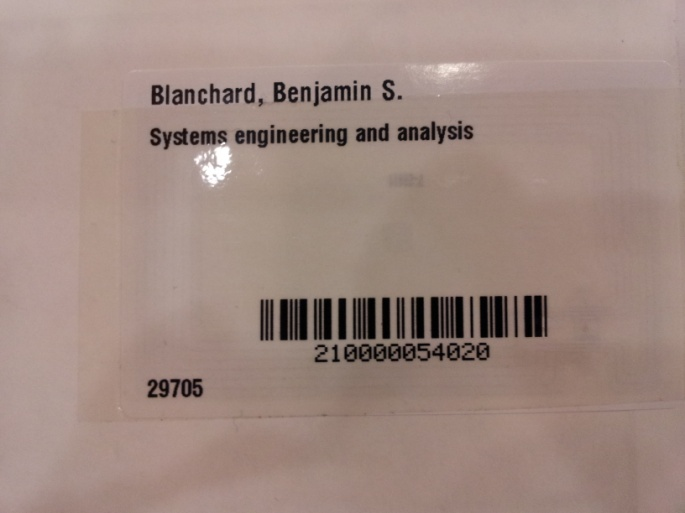 Blanchard, Benjamin S.
Systems engineering and analysis
210000054020
29705